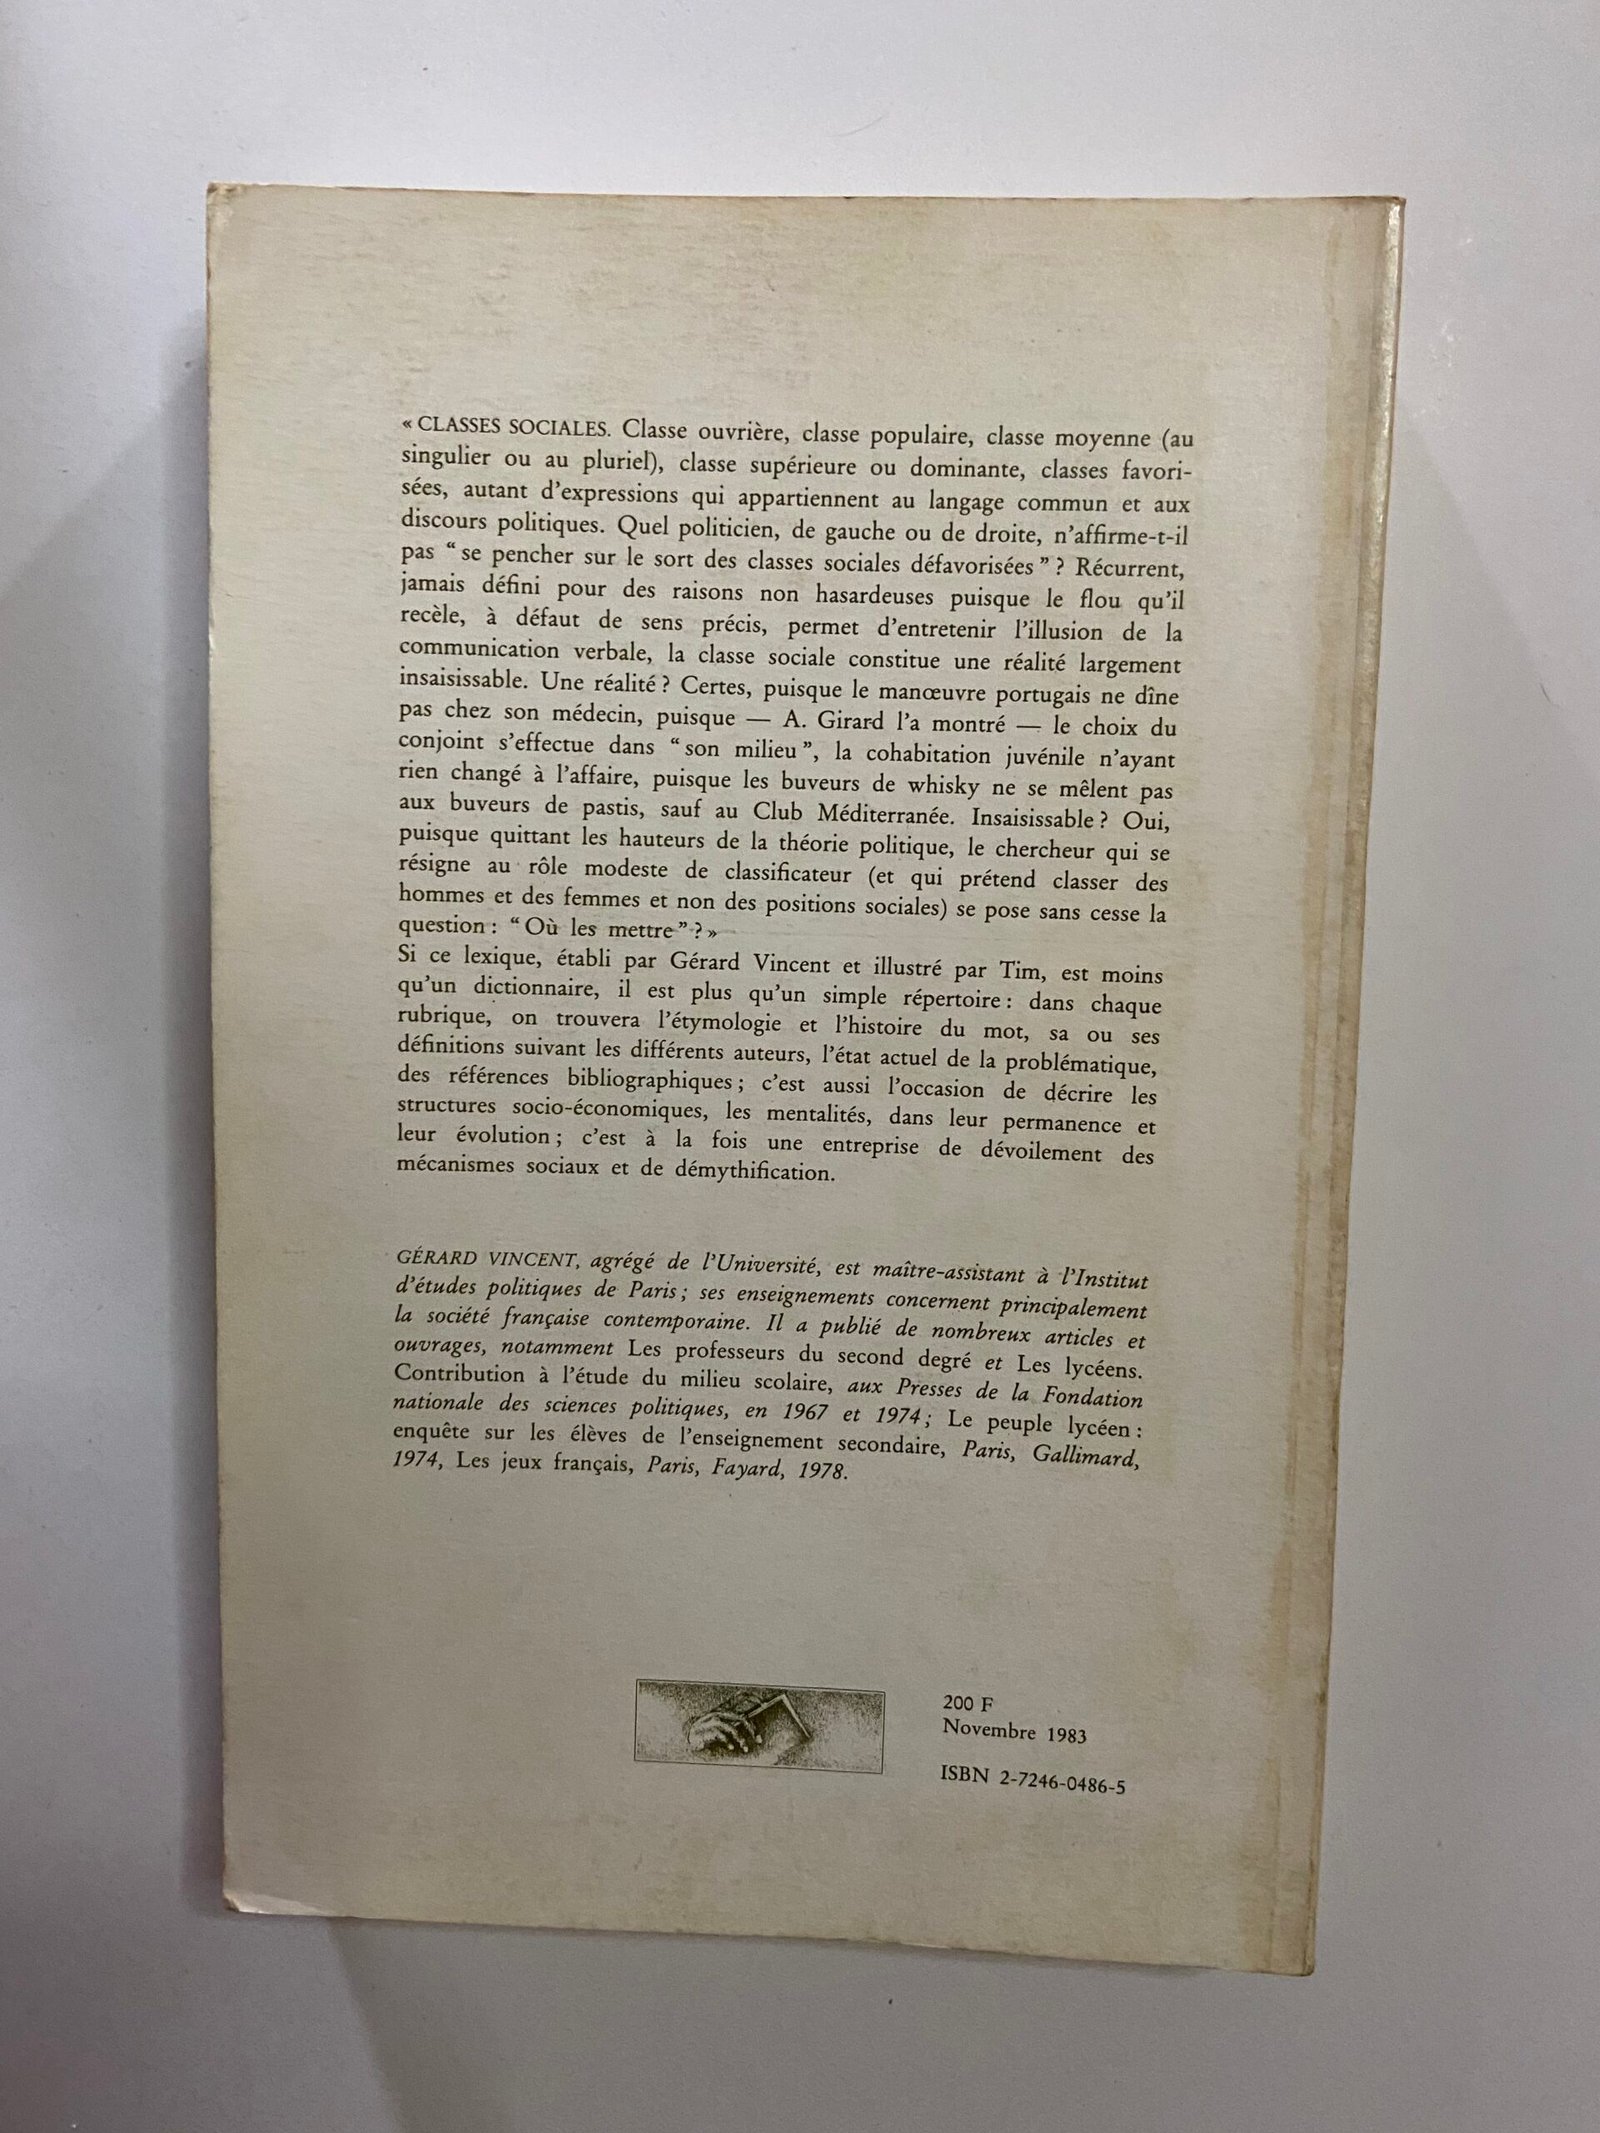 « CLASSES SOCIALES. Classe ouvrière, classe populaire, classe moyenne (au
singulier ou au pluriel), classe supérieure ou dominante, classes favori-
sées, autant d'expressions qui appartiennent au langage commun et aux
discours politiques. Quel politicien, de gauche ou de droite, n'affirme-t-il
pas “ se pencher sur le sort des classes sociales défavorisées ” ? Récurrent,
jamais défini pour des raisons non hasardeuses puisque le flou qu'il
recèle, à défaut de sens précis, permet d'entretenir l'illusion de la
communication verbale, la classe sociale constitue une réalité largement
insaisissable. Une réalité ? Certes, puisque le manœuvre portugais ne dîne
pas chez son médecin, puisque — A. Girard l'a montré — le choix du
conjoint s'effectue dans “ son milieu ”, la cohabitation juvénile n'ayant
rien changé à l'affaire, puisque les buveurs de whisky ne se mêlent pas
aux buveurs de pastis, sauf au Club Méditerranée. Insaisissable ? Oui,
puisque quittant les hauteurs de la théorie politique, le chercheur qui se
résigne au rôle modeste de classificateur (et qui prétend classer des
hommes et des femmes et non des positions sociales) se pose sans cesse la
question : “ Où les mettre ” ? »
Si ce lexique, établi par Gérard Vincent et illustré par Tim, est moins
qu'un dictionnaire, il est plus qu'un simple répertoire : dans chaque
rubrique, on trouvera l'étymologie et l'histoire du mot, sa ou ses
définitions suivant les différents auteurs, l'état actuel de la problématique,
des références bibliographiques ; c'est aussi l'occasion de décrire les
structures socio-économiques, les mentalités, dans leur permanence et
leur évolution ; c'est à la fois une entreprise de dévoilement des
mécanismes sociaux et de démythification.
GÉRARD VINCENT, agrégé de l'Université, est maître-assistant à l'Institut
d'études politiques de Paris ; ses enseignements concernent principalement
la société française contemporaine. Il a publié de nombreux articles et
ouvrages, notamment Les professeurs du second degré et Les lycéens.
Contribution à l'étude du milieu scolaire, aux Presses de la Fondation
nationale des sciences politiques, en 1967 et 1974 ; Le peuple lycéen :
enquête sur les élèves de l'enseignement secondaire, Paris, Gallimard,
1974, Les jeux français, Paris, Fayard, 1978.
200 F
Novembre 1983
ISBN 2-7246-0486-5